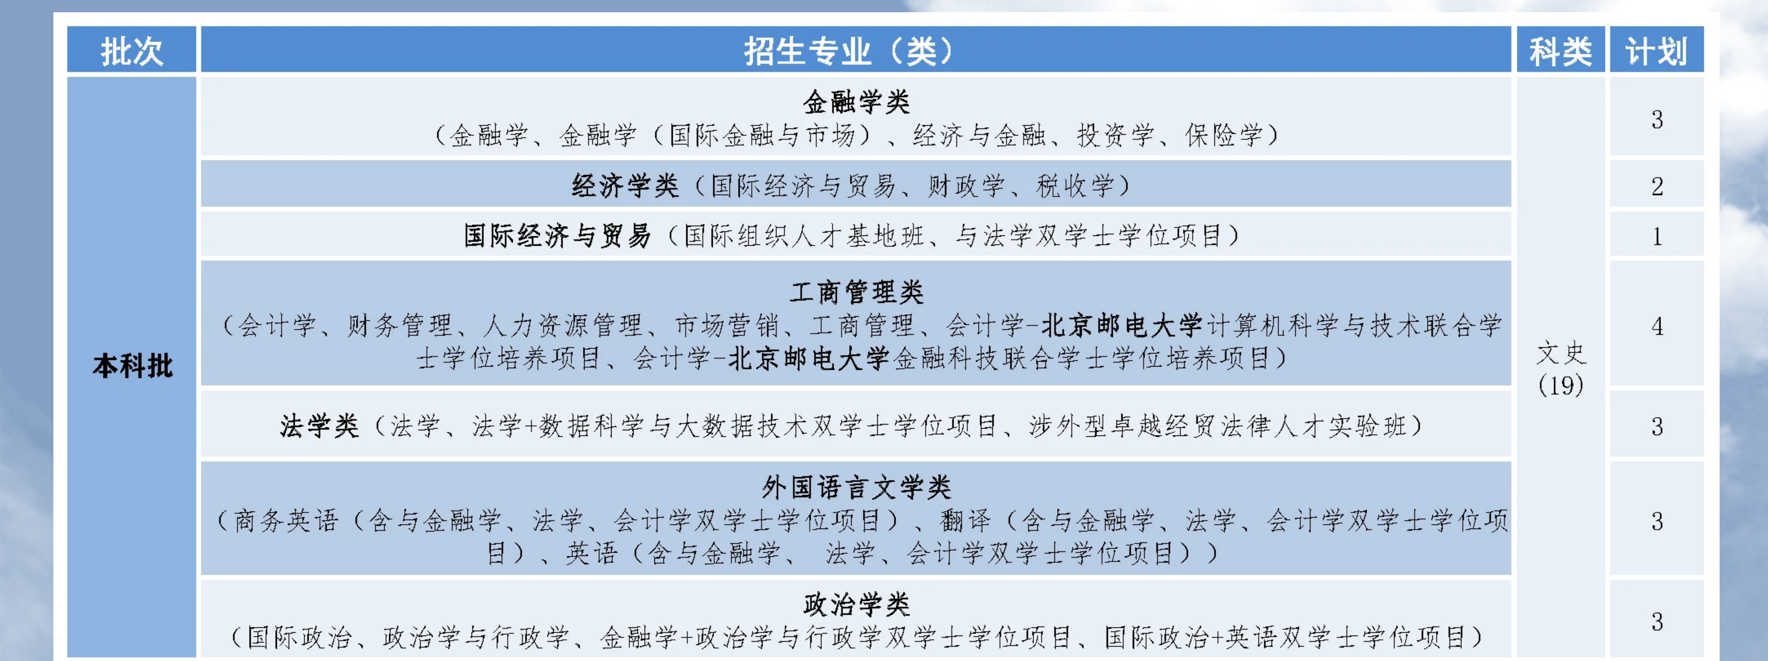 批次 招生专业（类） 科类 计划
本科批
金融学类
（金融学、金融学（国际金融与市场）、经济与金融、投资学、保险学）
3
经济学类（国际经济与贸易、财政学、税收学）
2
国际经济与贸易（国际组织人才基地班、与法学双学士学位项目）
1
工商管理类
（会计学、财务管理、人力资源管理、市场营销、工商管理、会计学-北京邮电大学计算机科学与技术联合学
士学位培养项目、会计学-北京邮电大学金融科技联合学士学位培养项目）
4
法学类（法学、法学+数据科学与大数据技术双学士学位项目、涉外型卓越经贸法律人才实验班）
3
外国语言文学类
（商务英语（含与金融学、法学、会计学双学士学位项目）、翻译（含与金融学、法学、会计学双学士学位项
目）、英语（含与金融学、 法学、会计学双学士学位项目））
3
政治学类
（国际政治、政治学与行政学、金融学+政治学与行政学双学士学位项目、国际政治+英语双学士学位项目）
3
文史
(19)